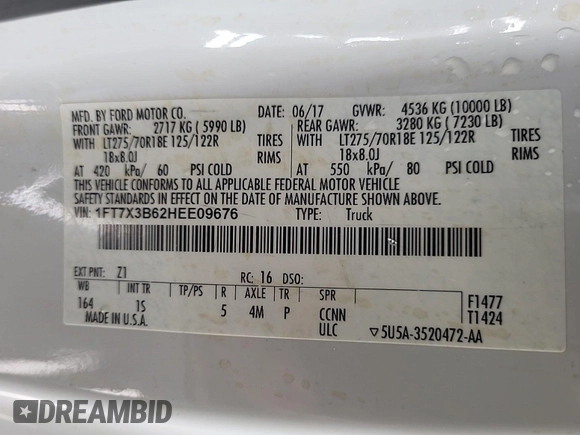 MFD. BY FORD MOTOR CO. DATE: 06/17 GVWR: 4536 KG (10000 LB)
FRONT GAWR: 2717 KG ( 5990 LB) REAR GAWR: 3280 KG ( 7230 LB)
WITH LT275/70R18E 125/122R TIRES WITH LT275/70R18E 125/122R TIRES
18x8.0J RIMS 18x8.0J RIMS
AT 420 kPa/ 60 PSI COLD AT 550 kPa/ 80 PSI COLD
THIS VEHICLE CONFORMS TO ALL APPLICABLE FEDERAL MOTOR VEHICLE
SAFETY STANDARDS IN EFFECT ON THE DATE OF MANUFACTURE SHOWN ABOVE.
VIN: 1FT7X3B62HEE09676 TYPE: Truck
EXT PNT: Z1 RC: 16 DSO:
WB INT TR TP/PS R AXLE TR SPR F1477
164 1S 5 4M P CCNN T1424
MADE IN U.S.A. ULC ▽5U5A-3520472-AA
DREAMBID